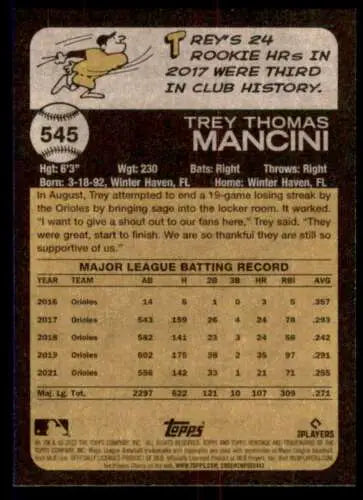 TREY'S 24
ROOKIE HRs IN
2017 WERE THIRD
IN CLUB HISTORY.
545
TREY THOMAS
MANCINI
Hgt: 6'3" Wgt: 230 Bats: Right Throws: Right
Born: 3-18-92, Winter Haven, FL Home: Winter Haven, FL
In August, Trey attempted to end a 19-game losing streak by
the Orioles by bringing sage into the locker room. It worked.
"I want to give a shout out to our fans here," Trey said. "They
were great, start to finish. We are so thankful they are still
so supportive of us."
MAJOR LEAGUE BATTING RECORD
YEAR TEAM AB H 2B 3B HR RBI AVG.
2016 Orioles 14 5 1 0 3 5 .357
2017 Orioles 543 159 26 4 24 78 .293
2018 Orioles 582 141 23 3 24 58 .242
2019 Orioles 602 175 38 2 35 97 .291
2021 Orioles 556 142 33 1 21 71 .255
Maj. Lg. Tot. 2297 622 121 10 107 309 .271
Topps
PLAYERS